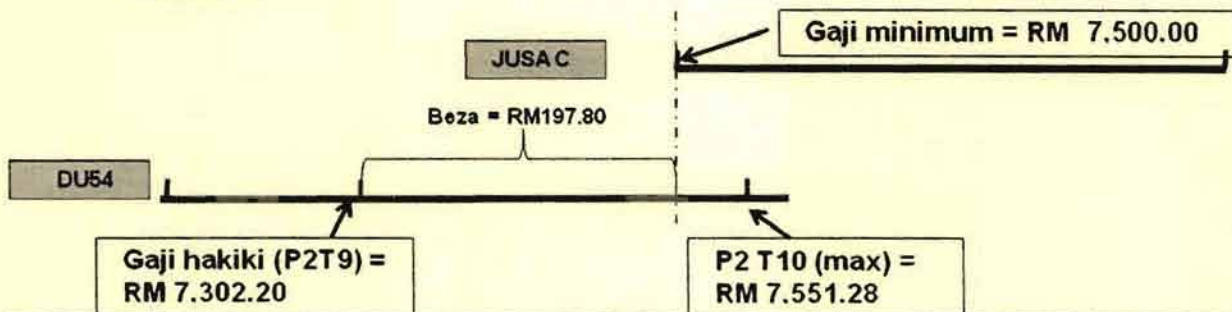 Gaji minimum = RM 7.500.00
JUSA C
Beza = RM197.80
DU54
Gaji hakiki (P2T9) =
RM 7.302.20
P2 T10 (max) =
RM 7.551.28